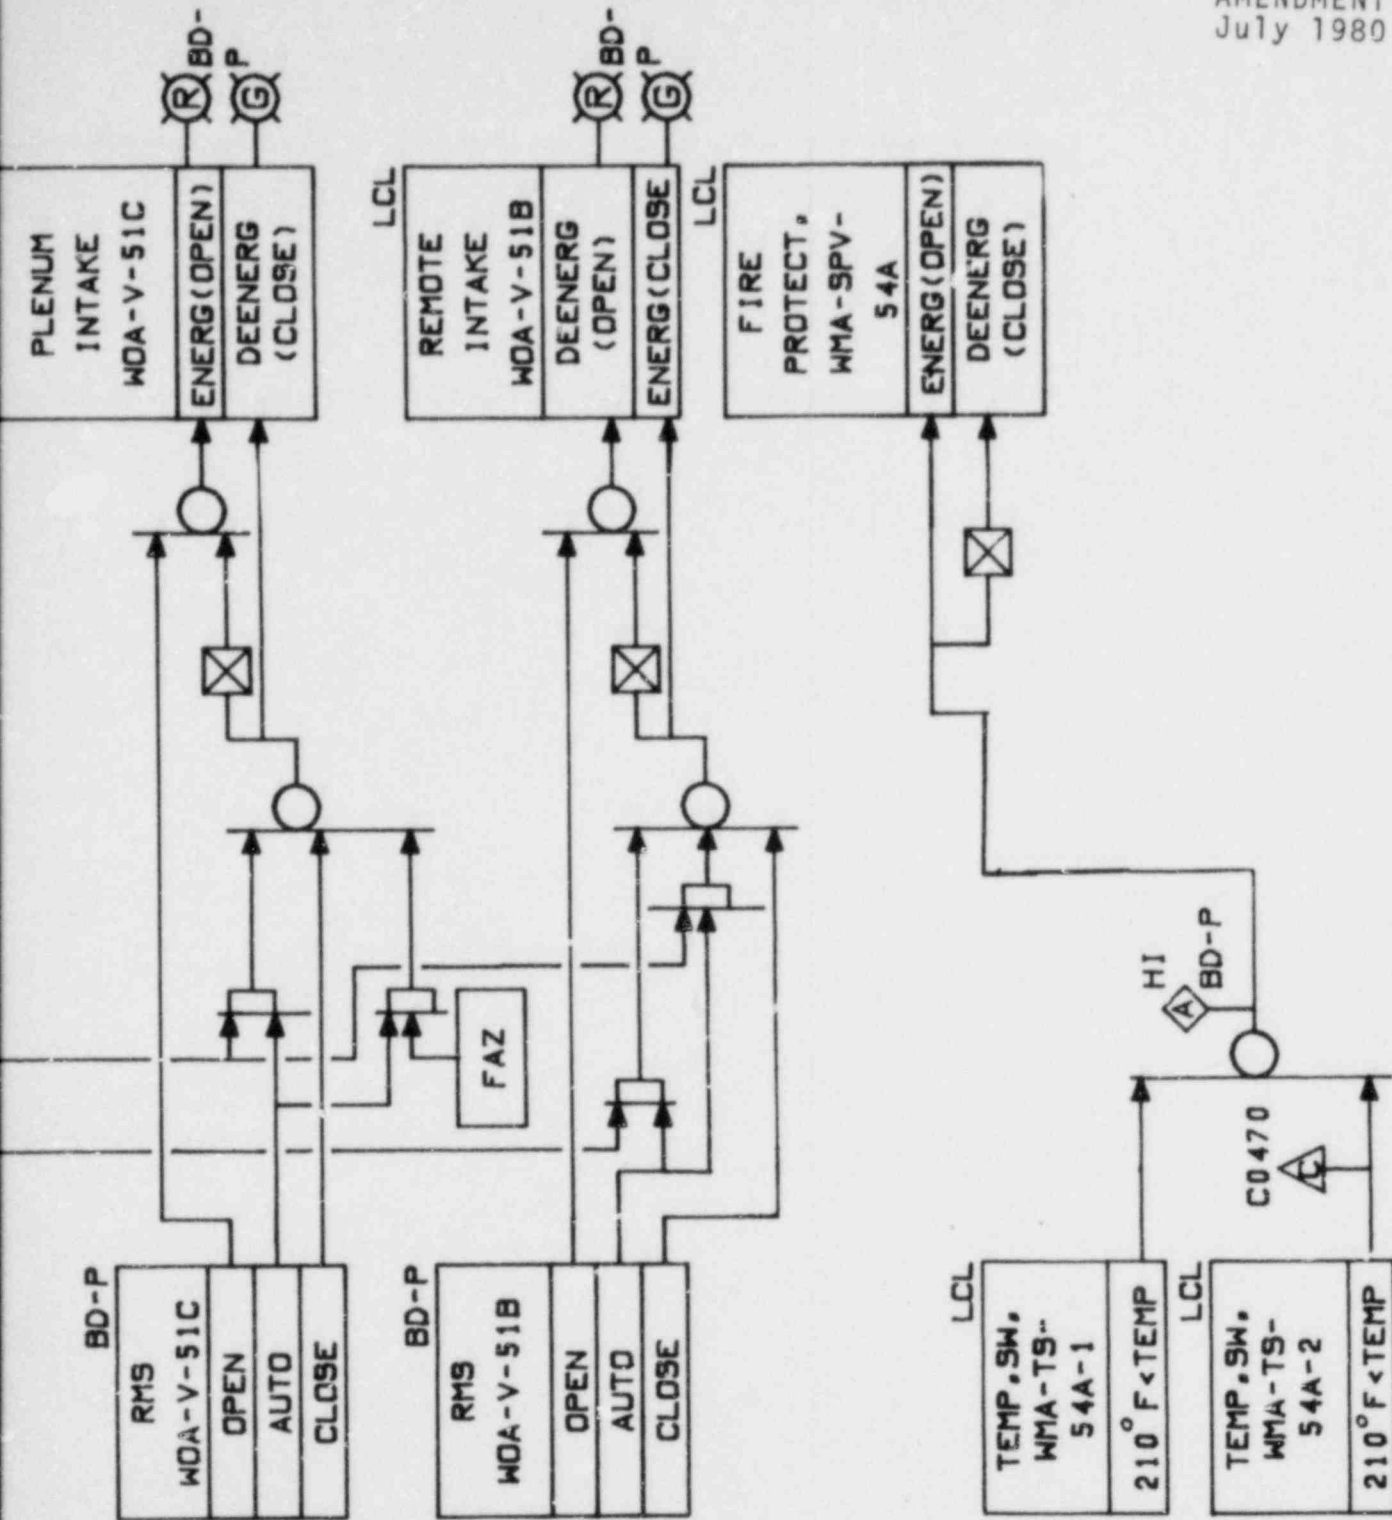 AMENDMENT
July 1980
R
BD-
G
P
PLENUM
INTAKE
WOA-V-51C
ENERG(OPEN)
DEENERG
(CLOSE)
R
BD-
G
P
LCL
REMOTE
INTAKE
WOA-V-51B
DEENERG
(OPEN)
ENERG(CLOSE
LCL
FIRE
PROTECT.
WMA-SPV-
54A
ENERG(OPEN)
DEENERG
(CLOSE)
FAZ
BD-P
RMS
WOA-V-51C
OPEN
AUTO
CLOSE
BD-P
RMS
WOA-V-51B
OPEN
AUTO
CLOSE
A
HI
BD-P
C0470
C
LCL
TEMP.SW.
WMA-TS-
54A-1
210°F<TEMP
LCL
TEMP.SW.
WMA-TS-
54A-2
210°F<TEMP